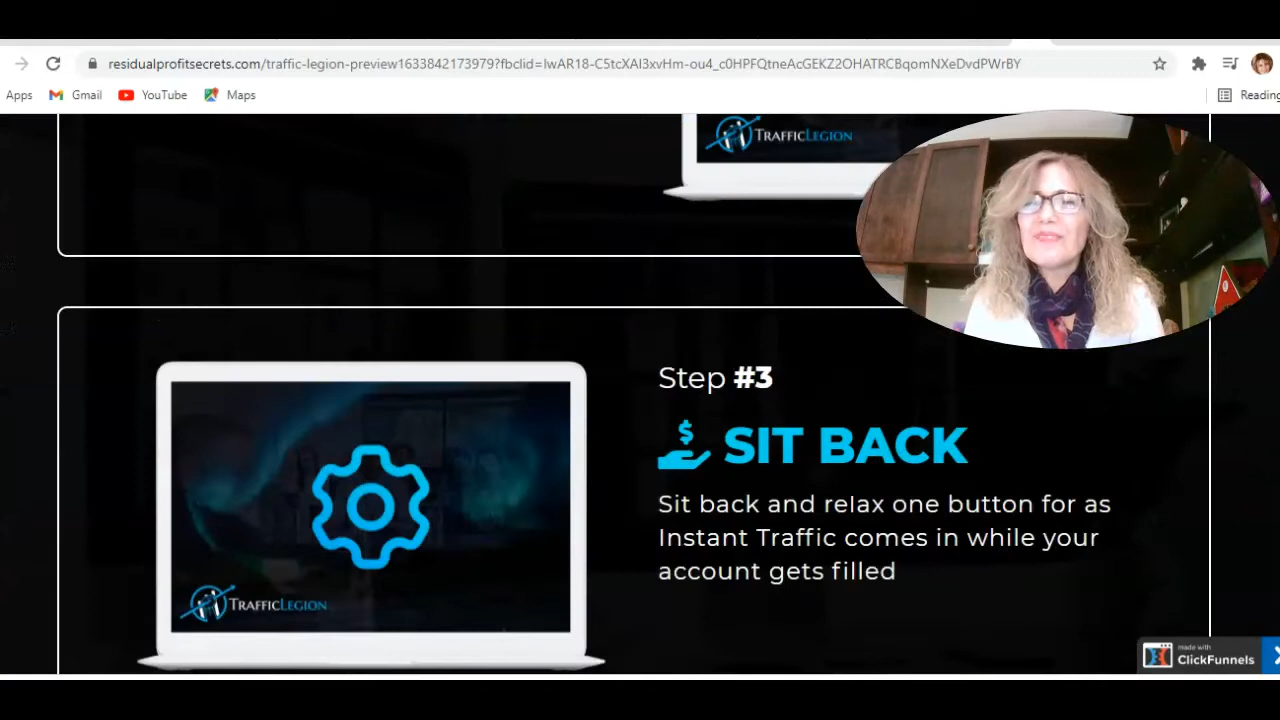 residualprofitsecrets.com/traffic-legion-preview1633842173979?fbclid=IwAR18-C5tcXAl3xvHm-ou4_c0HPFQtneAcGEKZ2OHATRCBqomNXeDvdPWrBY
Apps Gmail YouTube Maps Reading
TRAFFICLEGION
Step #3
SIT BACK
Sit back and relax one button for as
Instant Traffic comes in while your
account gets filled
TRAFFICLEGION
made with
ClickFunnels